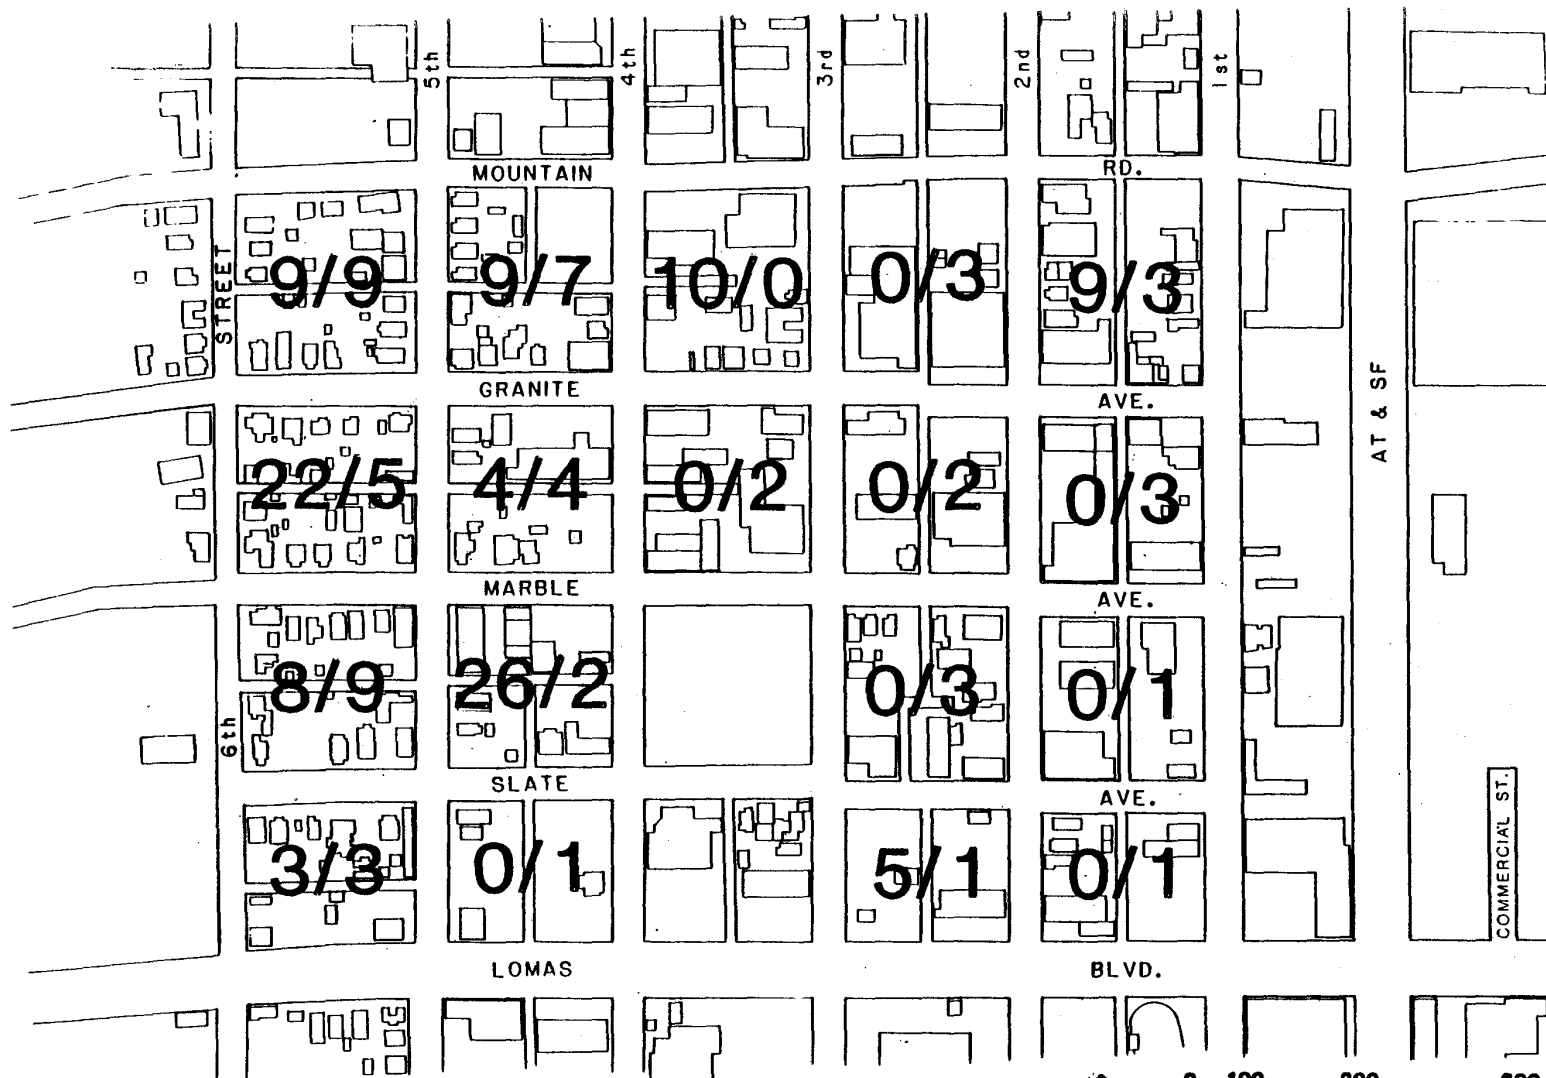 5th
4th
3rd
2nd
1st
MOUNTAIN RD.
STREET
9/9 9/7 10/0 0/3 9/3
GRANITE AVE.
AT & SF
22/5 4/4 0/2 0/2 0/3
MARBLE AVE.
8/9 26/2 0/3 0/1
6th
SLATE AVE.
COMMERCIAL ST.
3/3 0/1 5/1 0/1
LOMAS BLVD.